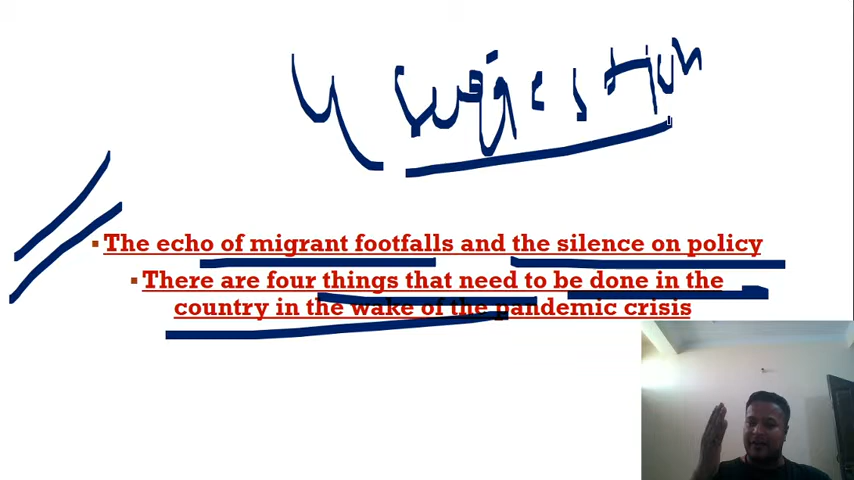 4 suggestion
▪The echo of migrant footfalls and the silence on policy
▪There are four things that need to be done in the
country in the wake of the pandemic crisis